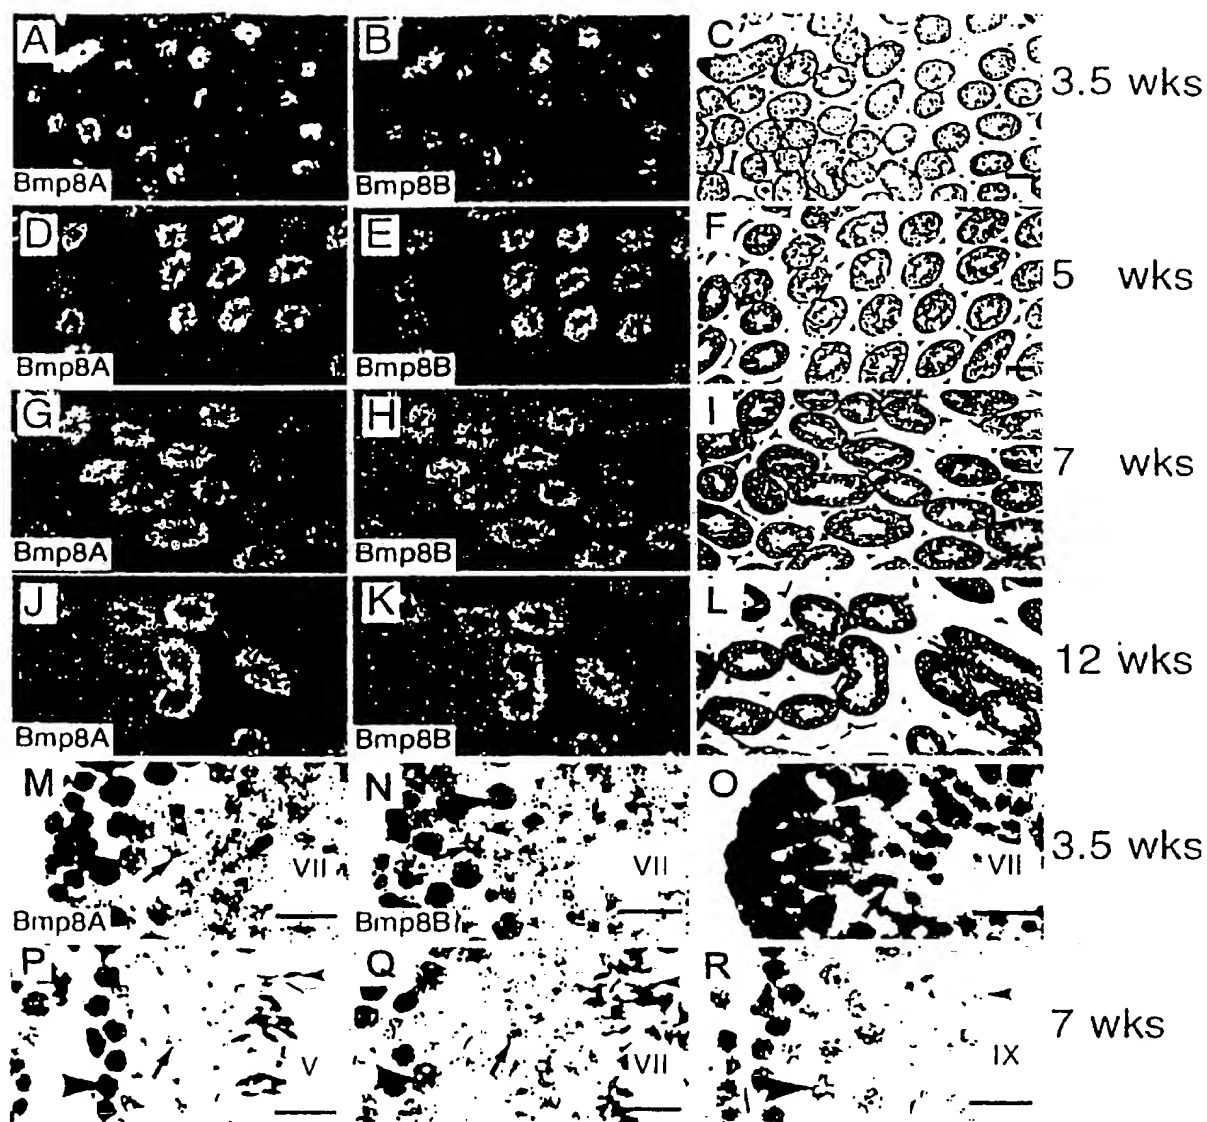 A B C 3.5 wks
Bmp8A Bmp8B
D E F 5 wks
Bmp8A Bmp8B
G H I 7 wks
Bmp8A Bmp8B
J K L 12 wks
Bmp8A Bmp8B
M N O 3.5 wks
VII VII VII
Bmp8A Bmp8B
P Q R 7 wks
V VII IX